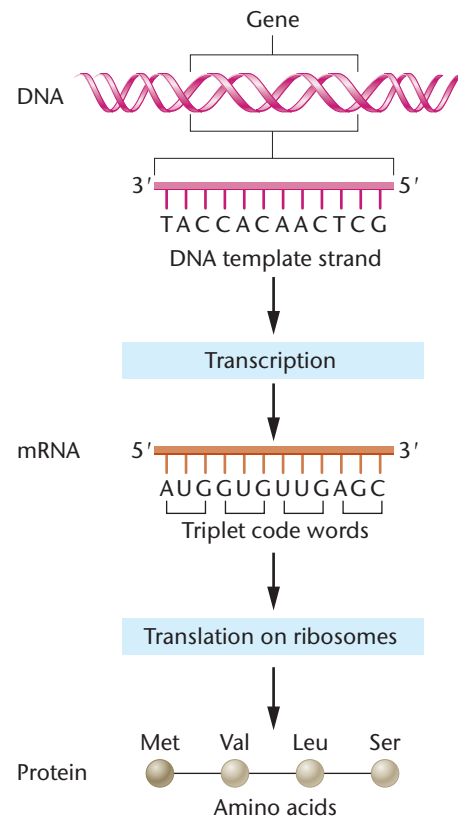 Gene
DNA
3′ 5′
TACCACAACTCG
DNA template strand
Transcription
mRNA 5′ 3′
AUGGUGUUGAGC
Triplet code words
Translation on ribosomes
Met Val Leu Ser
Protein
Amino acids